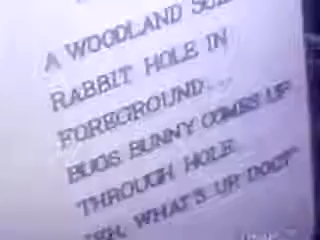 A WOODLAND
RABBIT HOLE IN
FOREGROUND...
BUGS BUNNY COMES UP
THROUGH HOLE
WHAT'S UP DOC?"